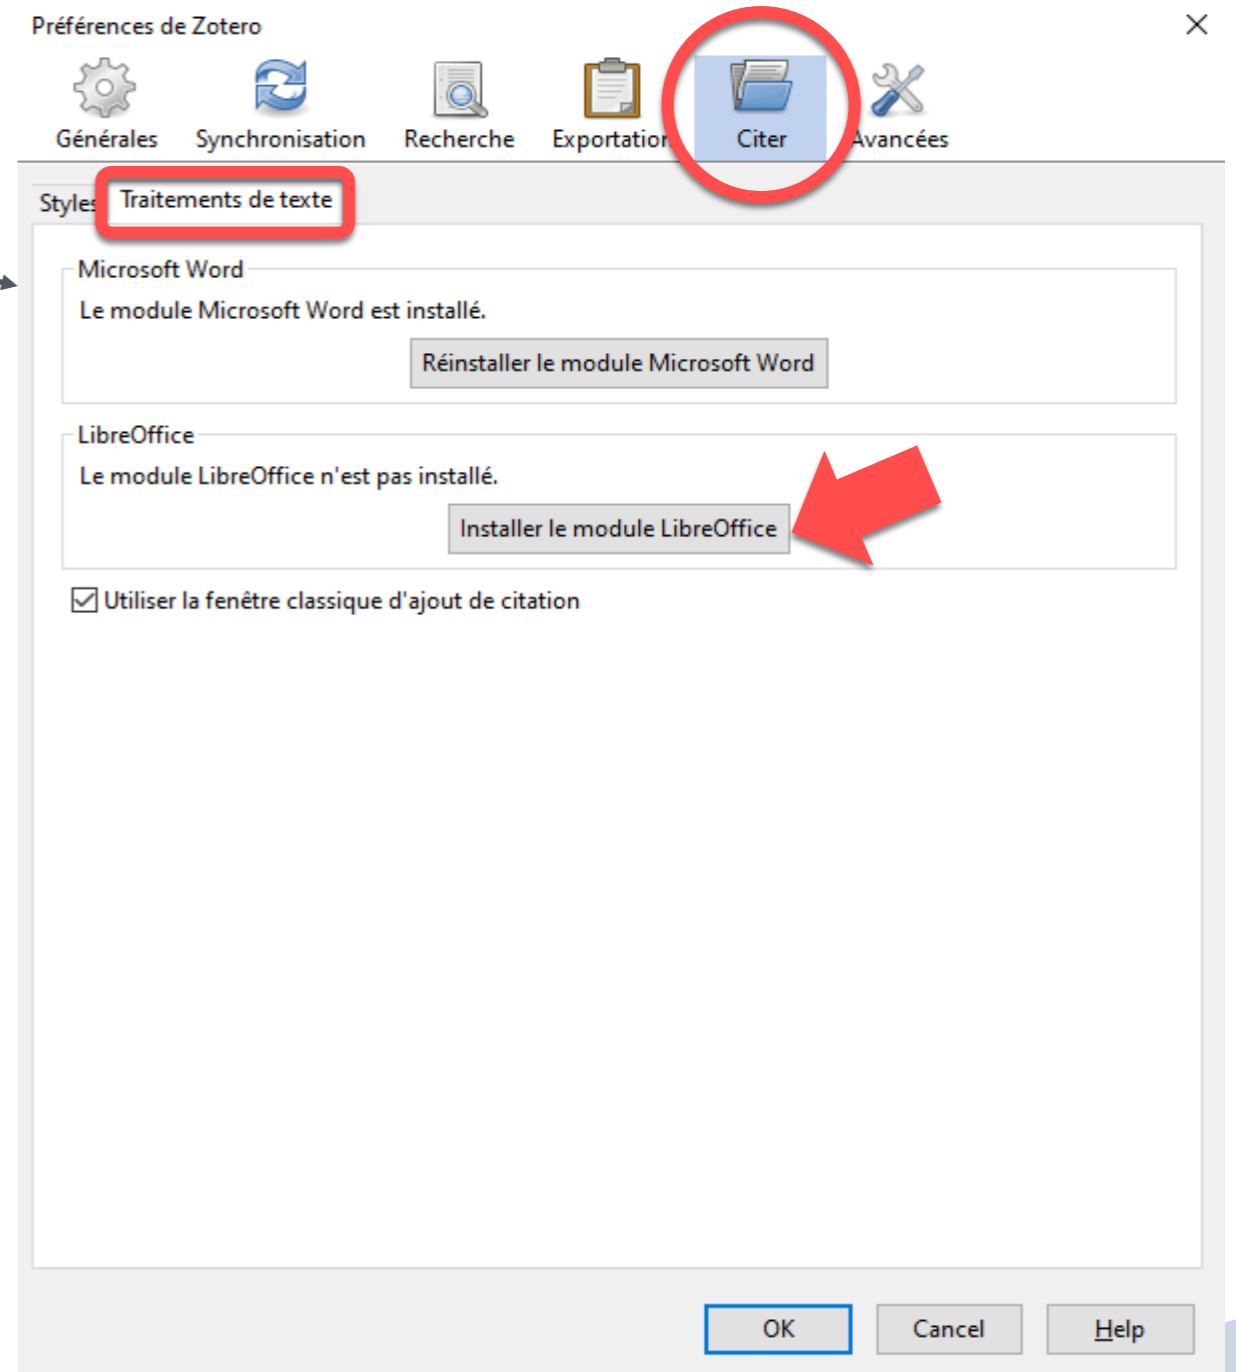 Préférences de Zotero
Générales Synchronisation Recherche Exportation Citer Avancées
Styles Traitements de texte
Microsoft Word
Le module Microsoft Word est installé.
Réinstaller le module Microsoft Word
LibreOffice
Le module LibreOffice n'est pas installé.
Installer le module LibreOffice
Utiliser la fenêtre classique d'ajout de citation
OK Cancel Help